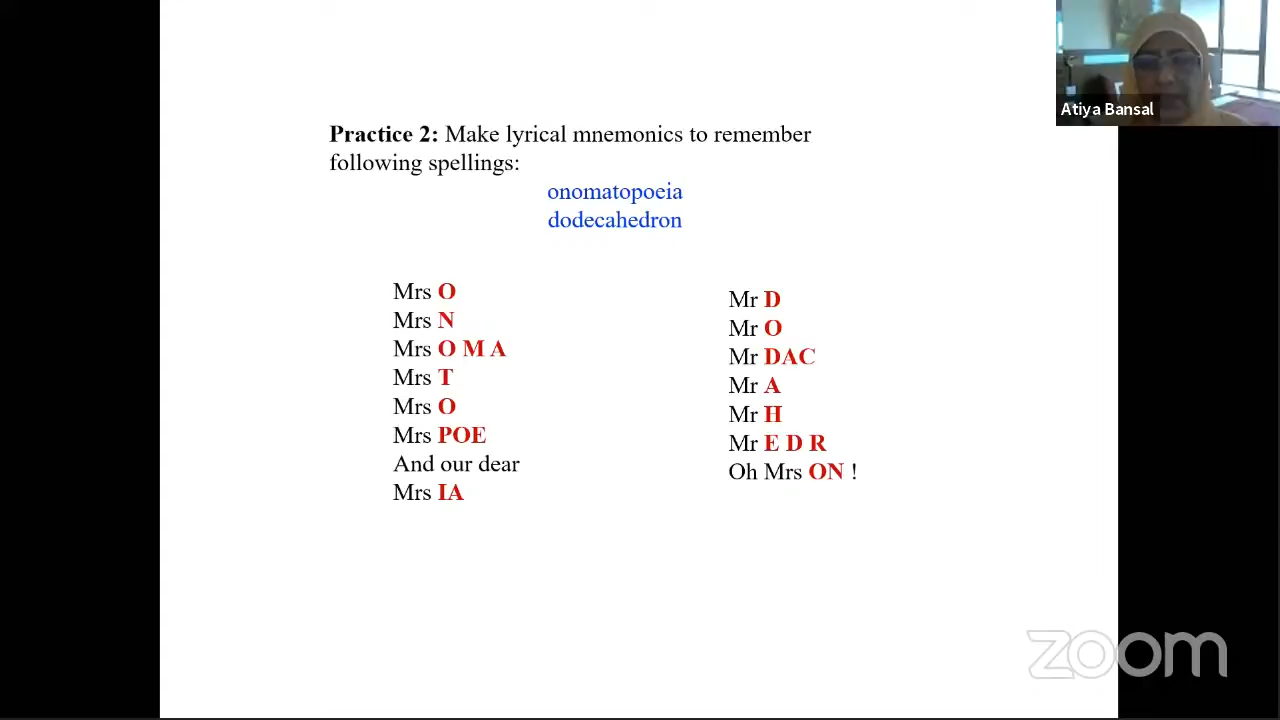 Atiya Bansal
Practice 2: Make lyrical mnemonics to remember
following spellings:
onomatopoeia
dodecahedron
Mrs O
Mrs N
Mrs O M A
Mrs T
Mrs O
Mrs POE
And our dear
Mrs IA
Mr D
Mr O
Mr DAC
Mr A
Mr H
Mr E D R
Oh Mrs ON !
zoom